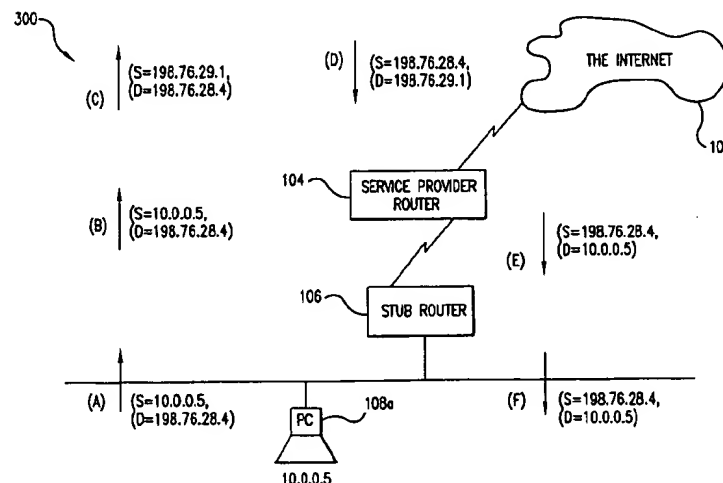 300
(C)
(S=198.76.29.1,
(D=198.76.28.4)
(D)
(S=198.76.28.4,
(D=198.76.29.1)
THE INTERNET
10
104
SERVICE PROVIDER
ROUTER
(B)
(S=10.0.0.5,
(D=198.76.28.4)
(E)
(S=198.76.28.4,
(D=10.0.0.5)
106
STUB ROUTER
(A)
(S=10.0.0.5,
(D=198.76.28.4)
PC
108a
10.0.0.5
(F)
(S=198.76.28.4,
(D=10.0.0.5)